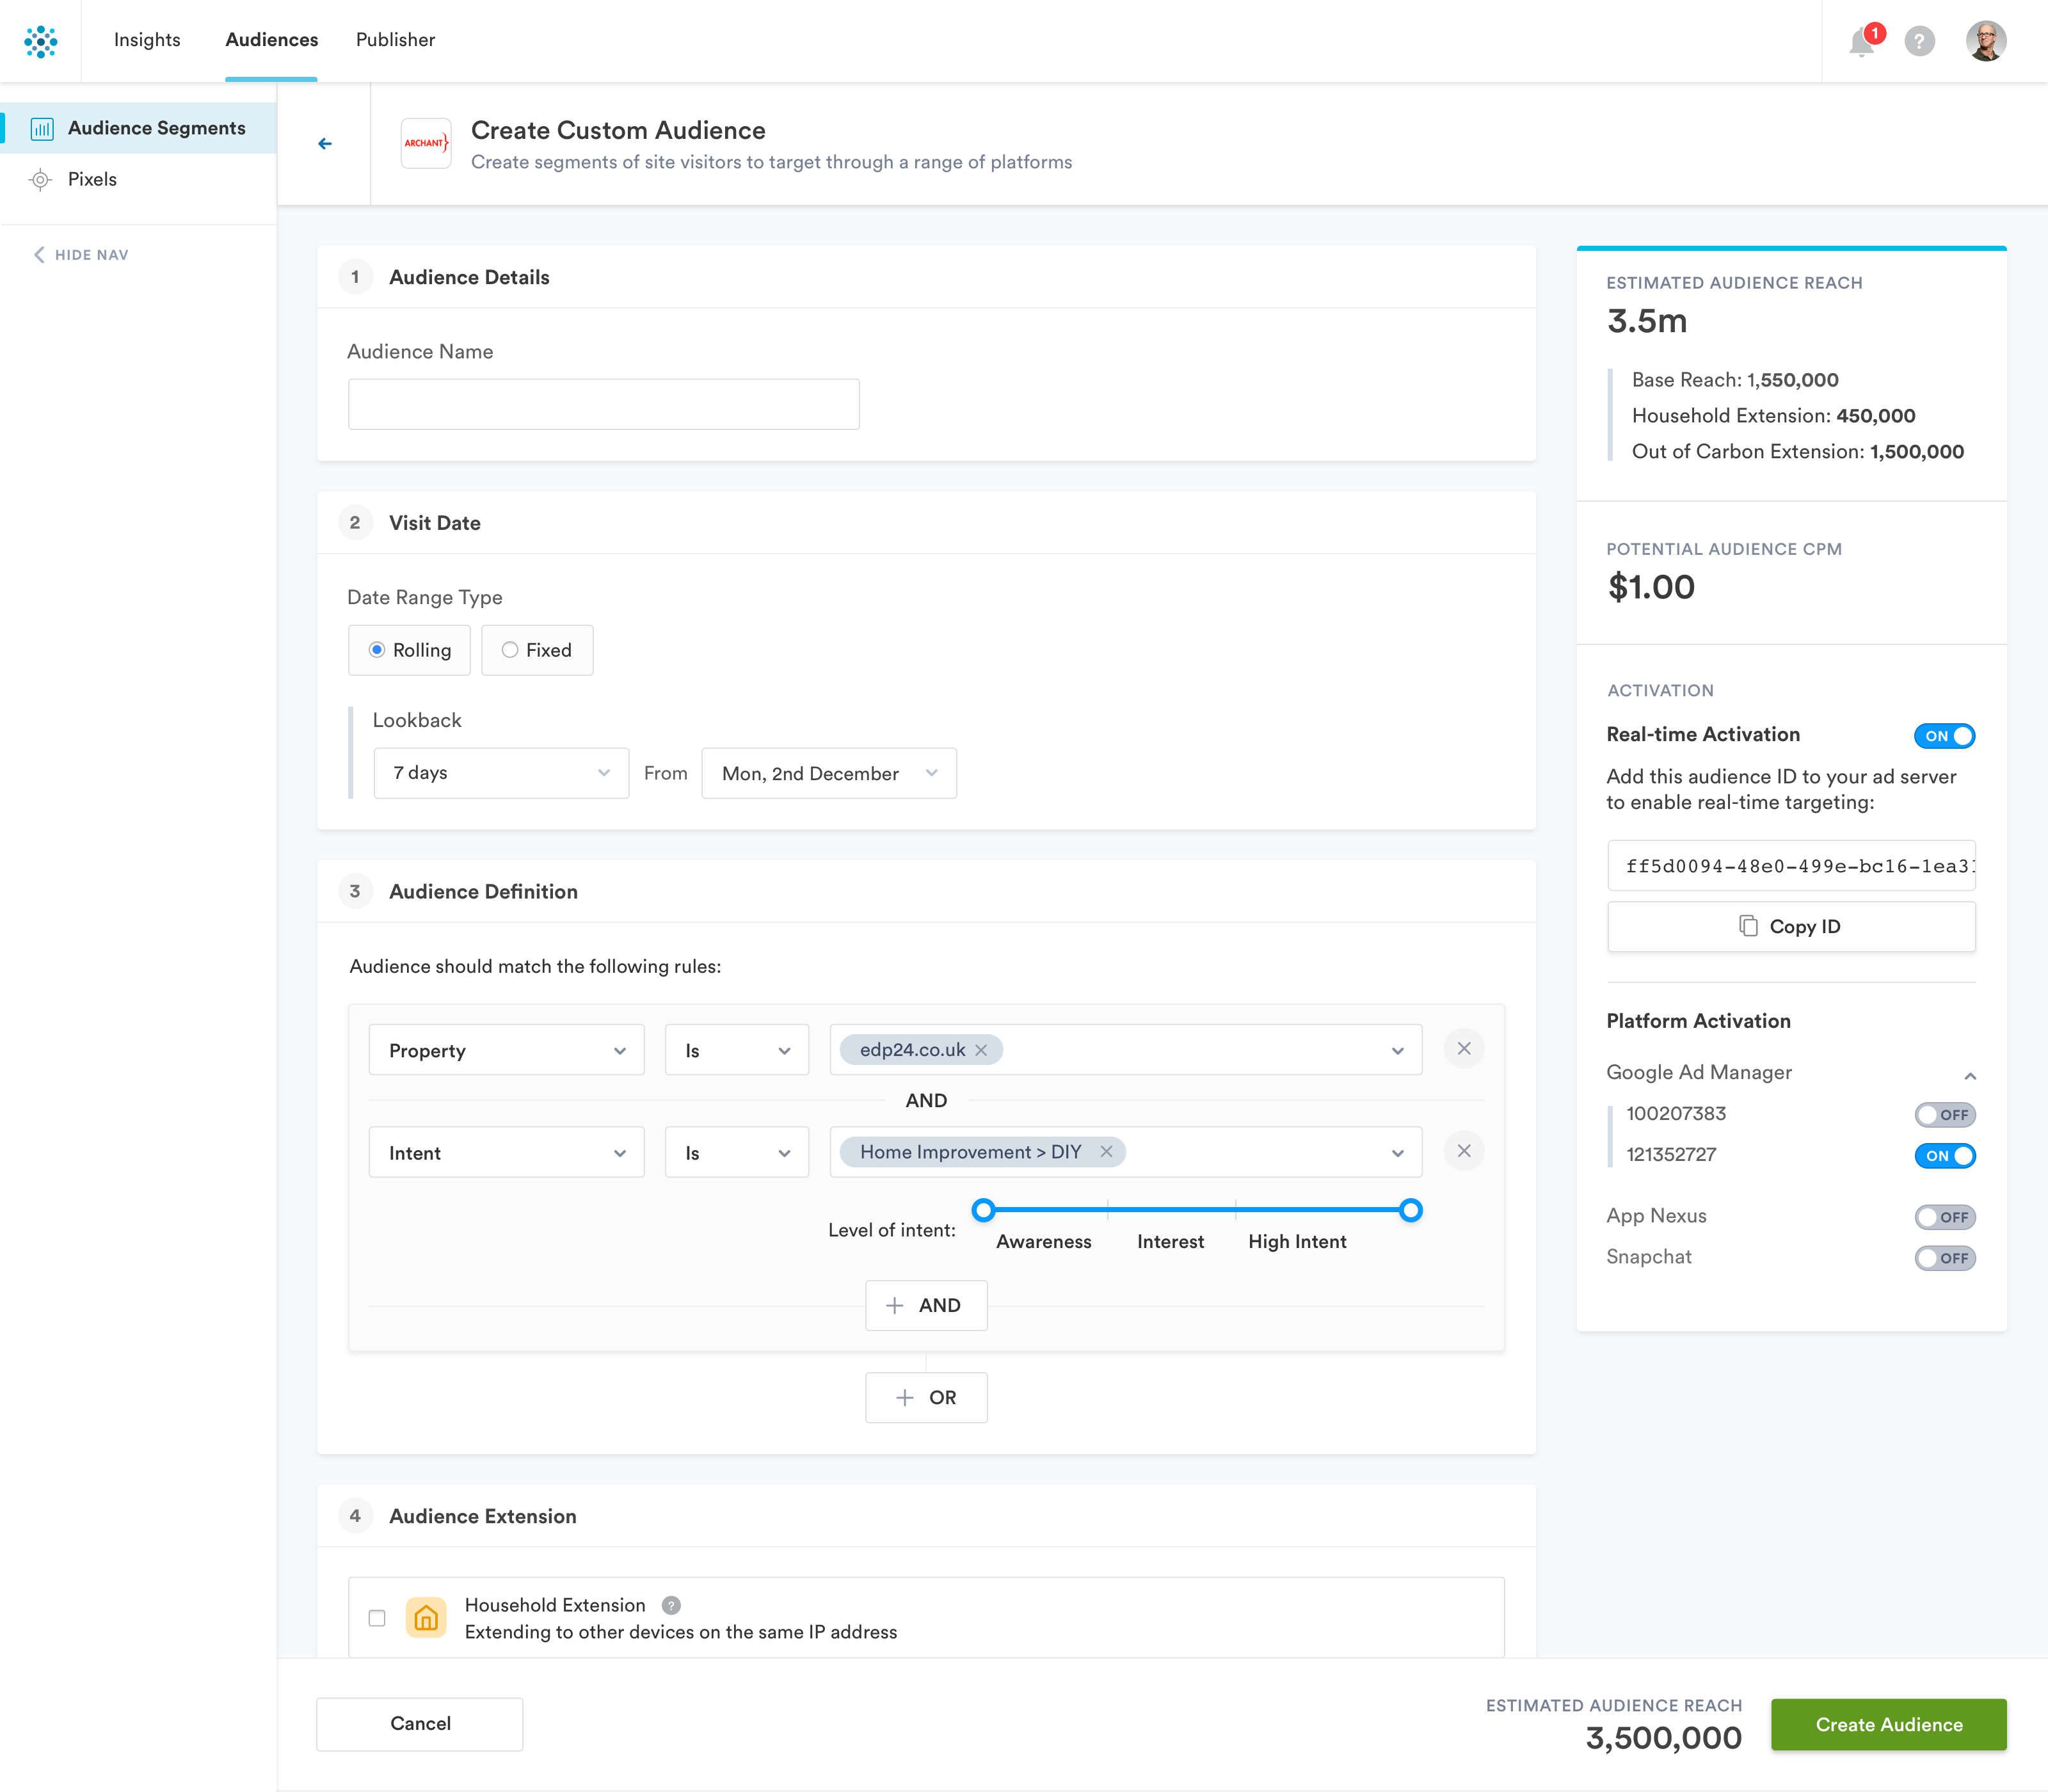 Insights
Audiences
Publisher
1
?
Audience Segments
Pixels
HIDE NAV
ARCHANT
Create Custom Audience
Create segments of site visitors to target through a range of platforms
1 Audience Details
Audience Name
2 Visit Date
Date Range Type
Rolling
Fixed
Lookback
7 days
From
Mon, 2nd December
3 Audience Definition
Audience should match the following rules:
Property
Is
edp24.co.uk
AND
Intent
Is
Home Improvement > DIY
Level of intent:
Awareness
Interest
High Intent
AND
OR
4 Audience Extension
Household Extension ?
Extending to other devices on the same IP address
ESTIMATED AUDIENCE REACH
3.5m
Base Reach: 1,550,000
Household Extension: 450,000
Out of Carbon Extension: 1,500,000
POTENTIAL AUDIENCE CPM
$1.00
ACTIVATION
Real-time Activation
ON
Add this audience ID to your ad server
to enable real-time targeting:
ff5d0094-48e0-499e-bc16-1ea31
Copy ID
Platform Activation
Google Ad Manager
100207383
OFF
121352727
ON
App Nexus
OFF
Snapchat
OFF
Cancel
ESTIMATED AUDIENCE REACH
3,500,000
Create Audience